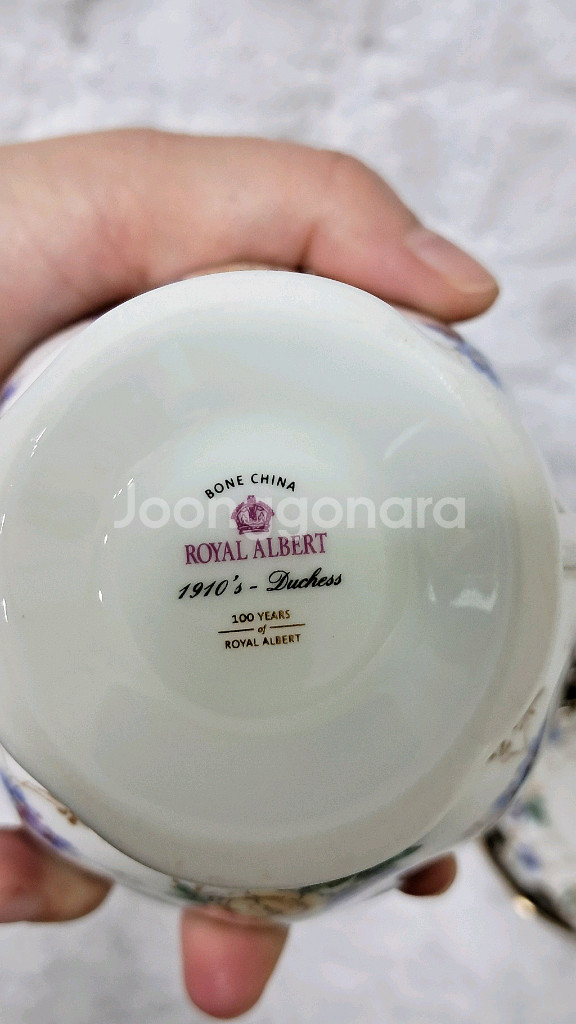 BONE CHINA
Joonggonara
ROYAL ALBERT
1910's - Duchess
100 YEARS
of
ROYAL ALBERT